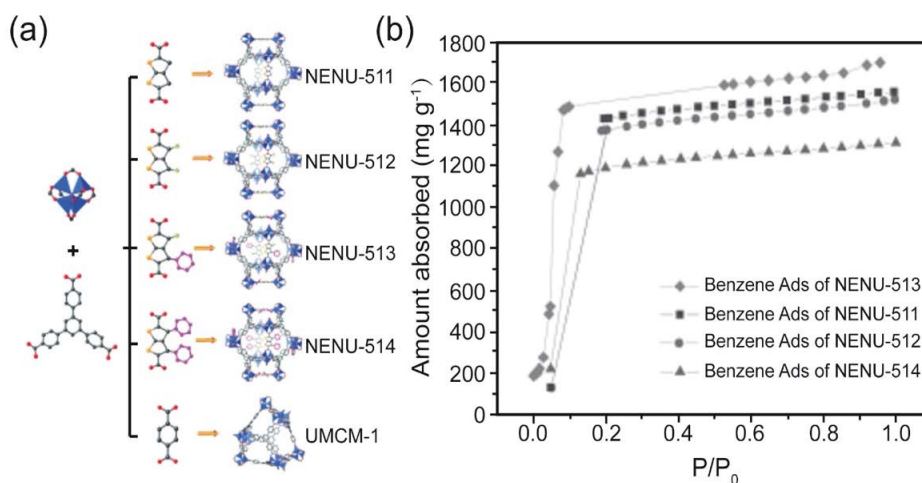 (a)
+
NENU-511
NENU-512
NENU-513
NENU-514
UMCM-1
(b)
Amount absorbed (mg g⁻¹)
1800
1600
1400
1200
1000
800
600
400
200
0
Benzene Ads of NENU-513
Benzene Ads of NENU-511
Benzene Ads of NENU-512
Benzene Ads of NENU-514
0.0 0.2 0.4 0.6 0.8 1.0
P/P₀